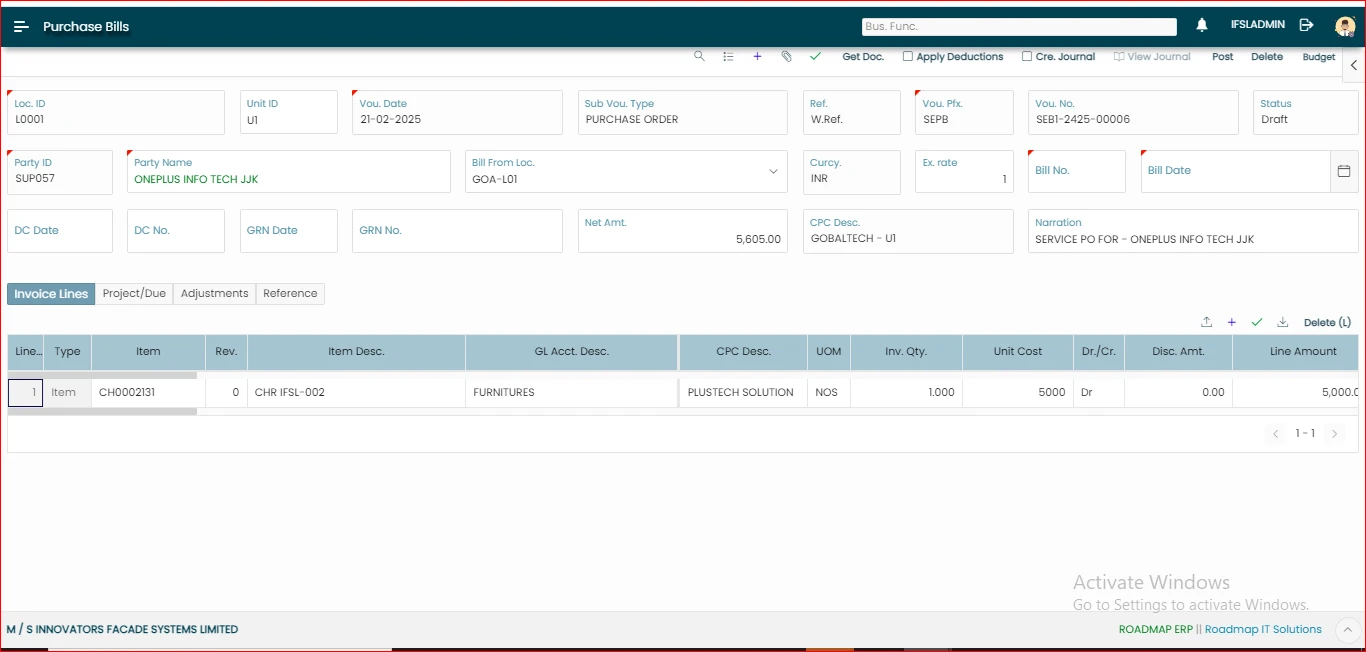 Purchase Bills
Bus. Func.
IFSLADMIN
Get Doc. Apply Deductions Cre. Journal View Journal Post Delete Budget
Loc. ID
L0001
Unit ID
U1
Vou. Date
21-02-2025
Sub Vou. Type
PURCHASE ORDER
Ref.
W.Ref.
Vou. Pfx.
SEPB
Vou. No.
SEB1-2425-00006
Status
Draft
Party ID
SUP057
Party Name
ONEPLUS INFO TECH JJK
Bill From Loc.
GOA-L01
Curcy.
INR
Ex. rate
1
Bill No.
Bill Date
DC Date
DC No.
GRN Date
GRN No.
Net Amt.
5,605.00
CPC Desc.
GOBALTECH - U1
Narration
SERVICE PO FOR - ONEPLUS INFO TECH JJK
Invoice Lines Project/Due Adjustments Reference
Delete (L)
Line... Type Item Rev. Item Desc. GL Acct. Desc. CPC Desc. UOM Inv. Qty. Unit Cost Dr./Cr. Disc. Amt. Line Amount
1 Item CH0002131 0 CHR IFSL-002 FURNITURES PLUSTECH SOLUTION NOS 1.000 5000 Dr 0.00 5,000.0
1 - 1
Activate Windows
Go to Settings to activate Windows.
M / S INNOVATORS FACADE SYSTEMS LIMITED
ROADMAP ERP || Roadmap IT Solutions